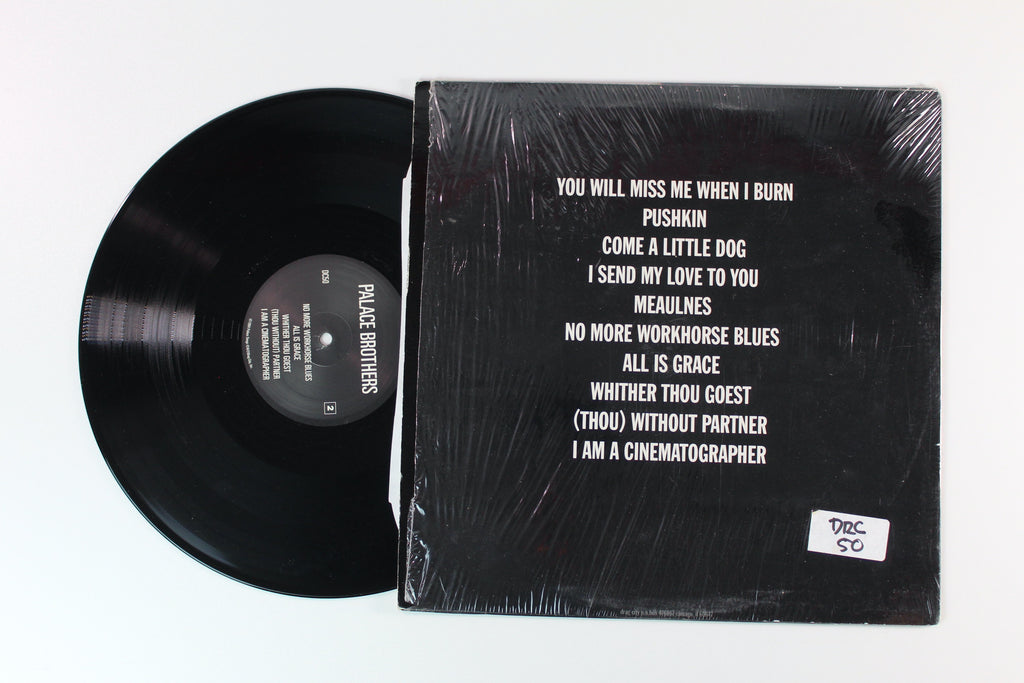 PALACE BROTHERS
DC50
NO MORE WORKHORSE BLUES
ALL IS GRACE
WHITHER THOU GOEST
(THOU WITHOUT) PARTNER
I AM A CINEMATOGRAPHER
2
YOU WILL MISS ME WHEN I BURN
PUSHKIN
COME A LITTLE DOG
I SEND MY LOVE TO YOU
MEAULNES
NO MORE WORKHORSE BLUES
ALL IS GRACE
WHITHER THOU GOEST
(THOU) WITHOUT PARTNER
I AM A CINEMATOGRAPHER
DRC
50